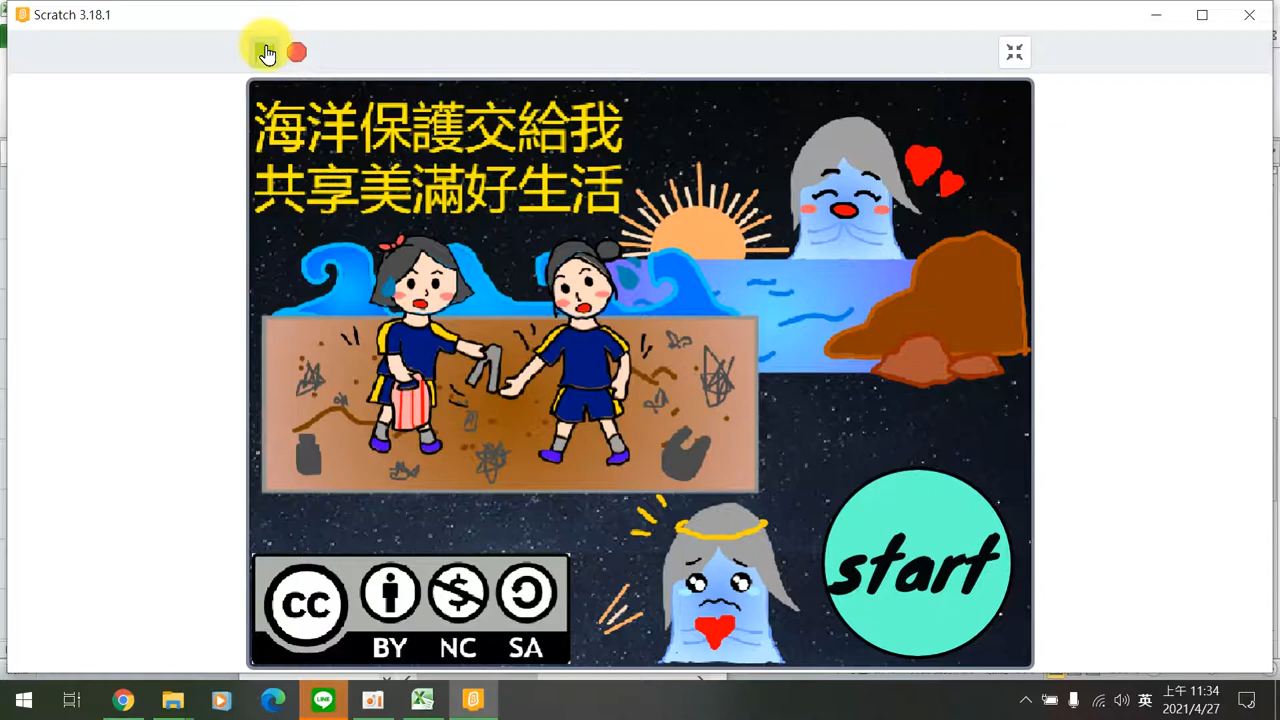 Scratch 3.18.1
海洋保護交給我
共享美滿好生活
start
CC
BY NC SA
英
上午 11:34
2021/4/27